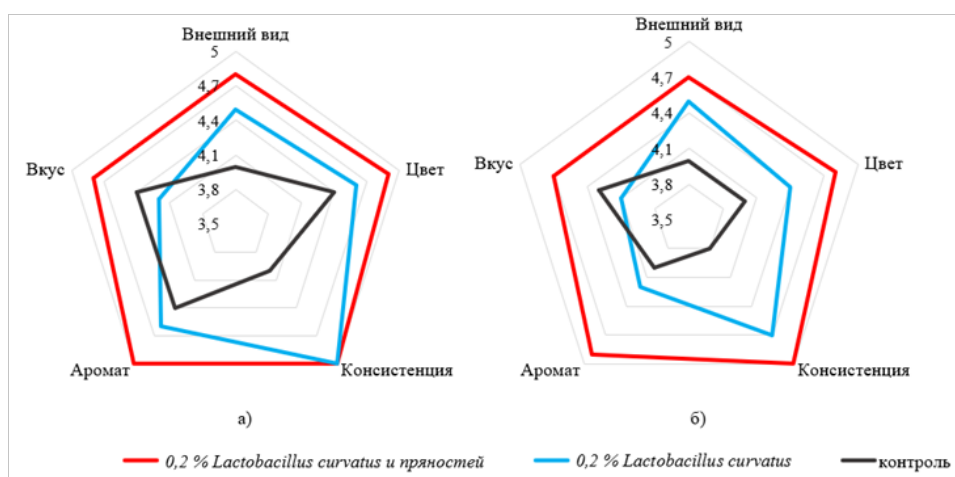 Внешний вид
5
4,7
4,4
4,1
3,8
3,5
Вкус
Цвет
Аромат
Консистенция
а)
Внешний вид
5
4,7
4,4
4,1
3,8
3,5
Вкус
Цвет
Аромат
Консистенция
б)
0,2 % Lactobacillus curvatus и пряностей
0,2 % Lactobacillus curvatus
контроль